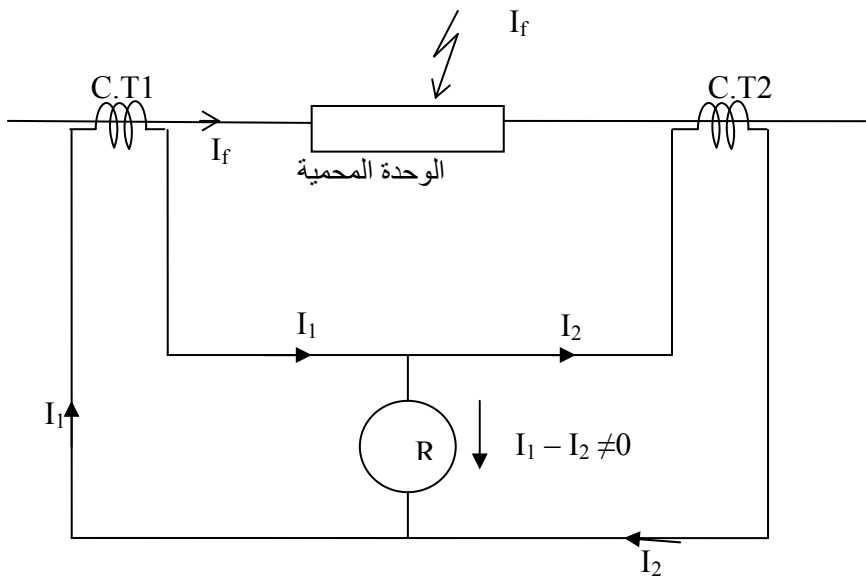 I_f
C.T1
C.T2
I_f
الوحدة المحمية
I_1
I_2
I_1
R
I_1 – I_2 ≠0
I_2